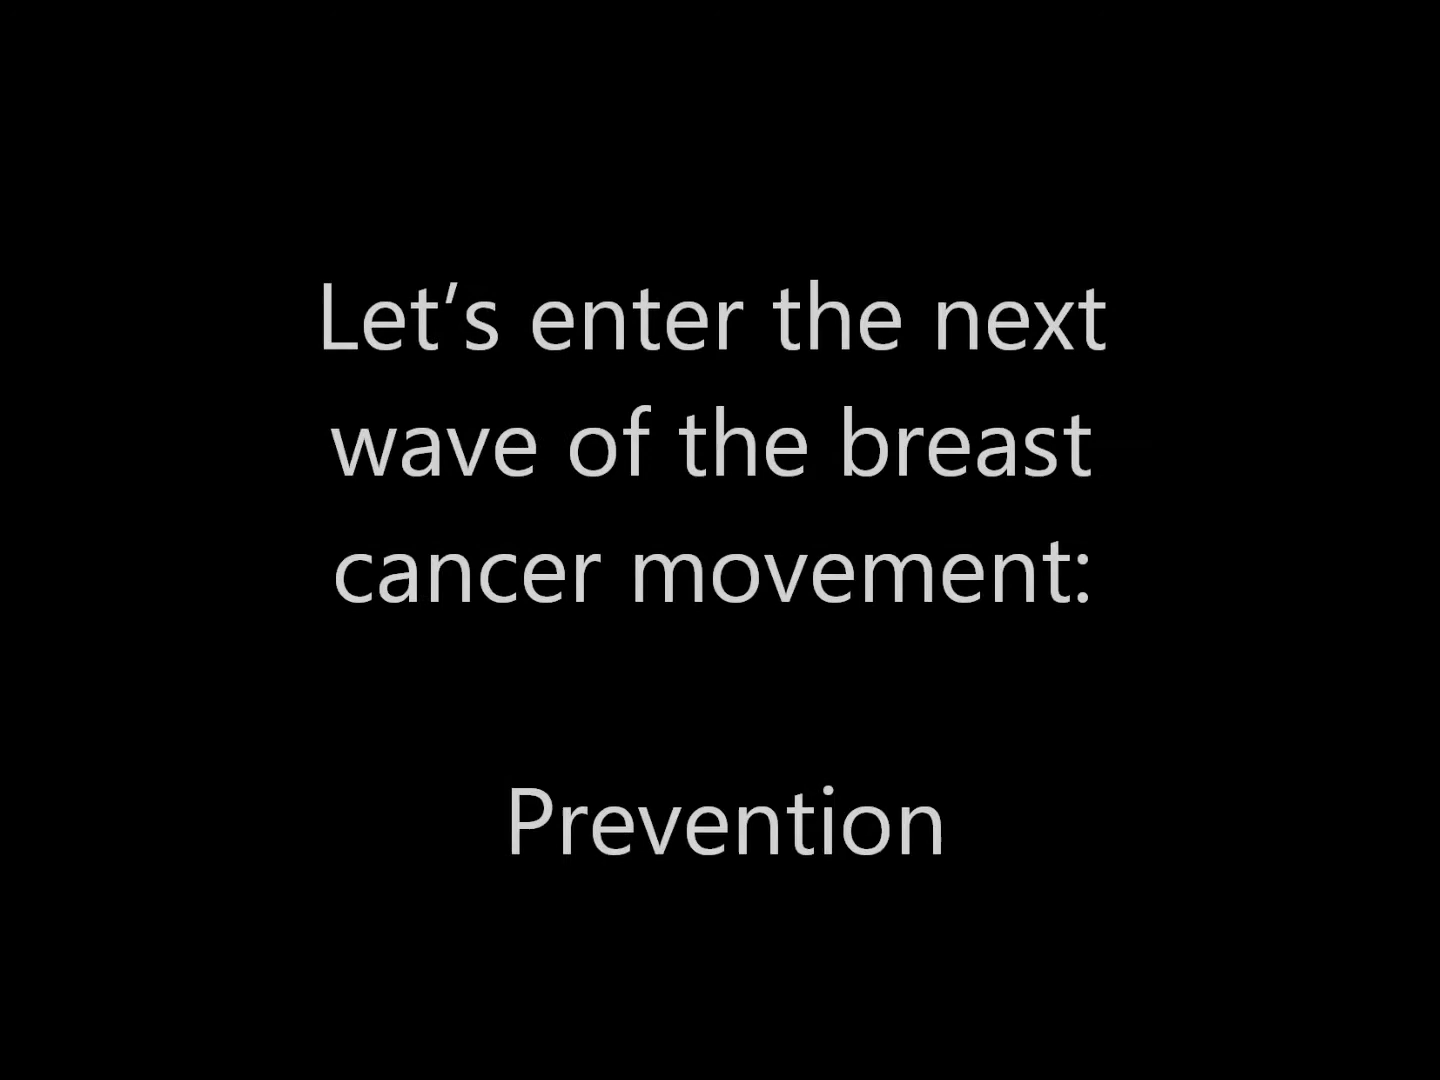 Let’s enter the next
wave of the breast
cancer movement:
Prevention